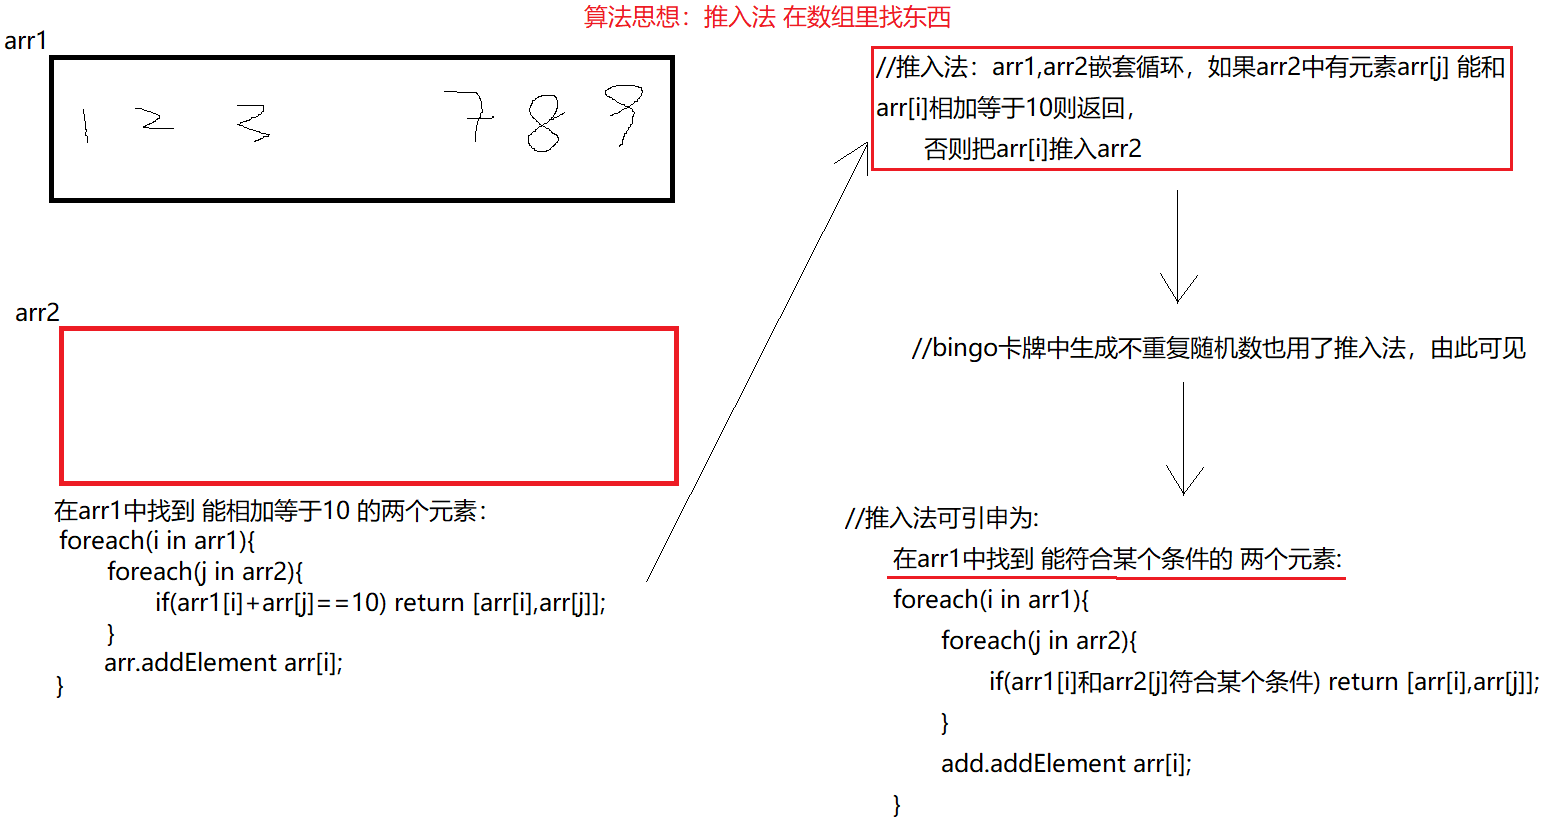 算法思想：推入法 在数组里找东西
arr1
1 2 3 7 8 9
arr2
在arr1中找到 能相加等于10 的两个元素：
foreach(i in arr1){
foreach(j in arr2){
if(arr1[i]+arr[j]==10) return [arr[i],arr[j]];
}
arr.addElement arr[i];
}
//推入法：arr1,arr2嵌套循环，如果arr2中有元素arr[j] 能和
arr[i]相加等于10则返回，
否则把arr[i]推入arr2
//bingo卡牌中生成不重复随机数也用了推入法，由此可见
//推入法可引申为:
在arr1中找到 能符合某个条件的 两个元素:
foreach(i in arr1){
foreach(j in arr2){
if(arr1[i]和arr2[j]符合某个条件) return [arr[i],arr[j]];
}
add.addElement arr[i];
}